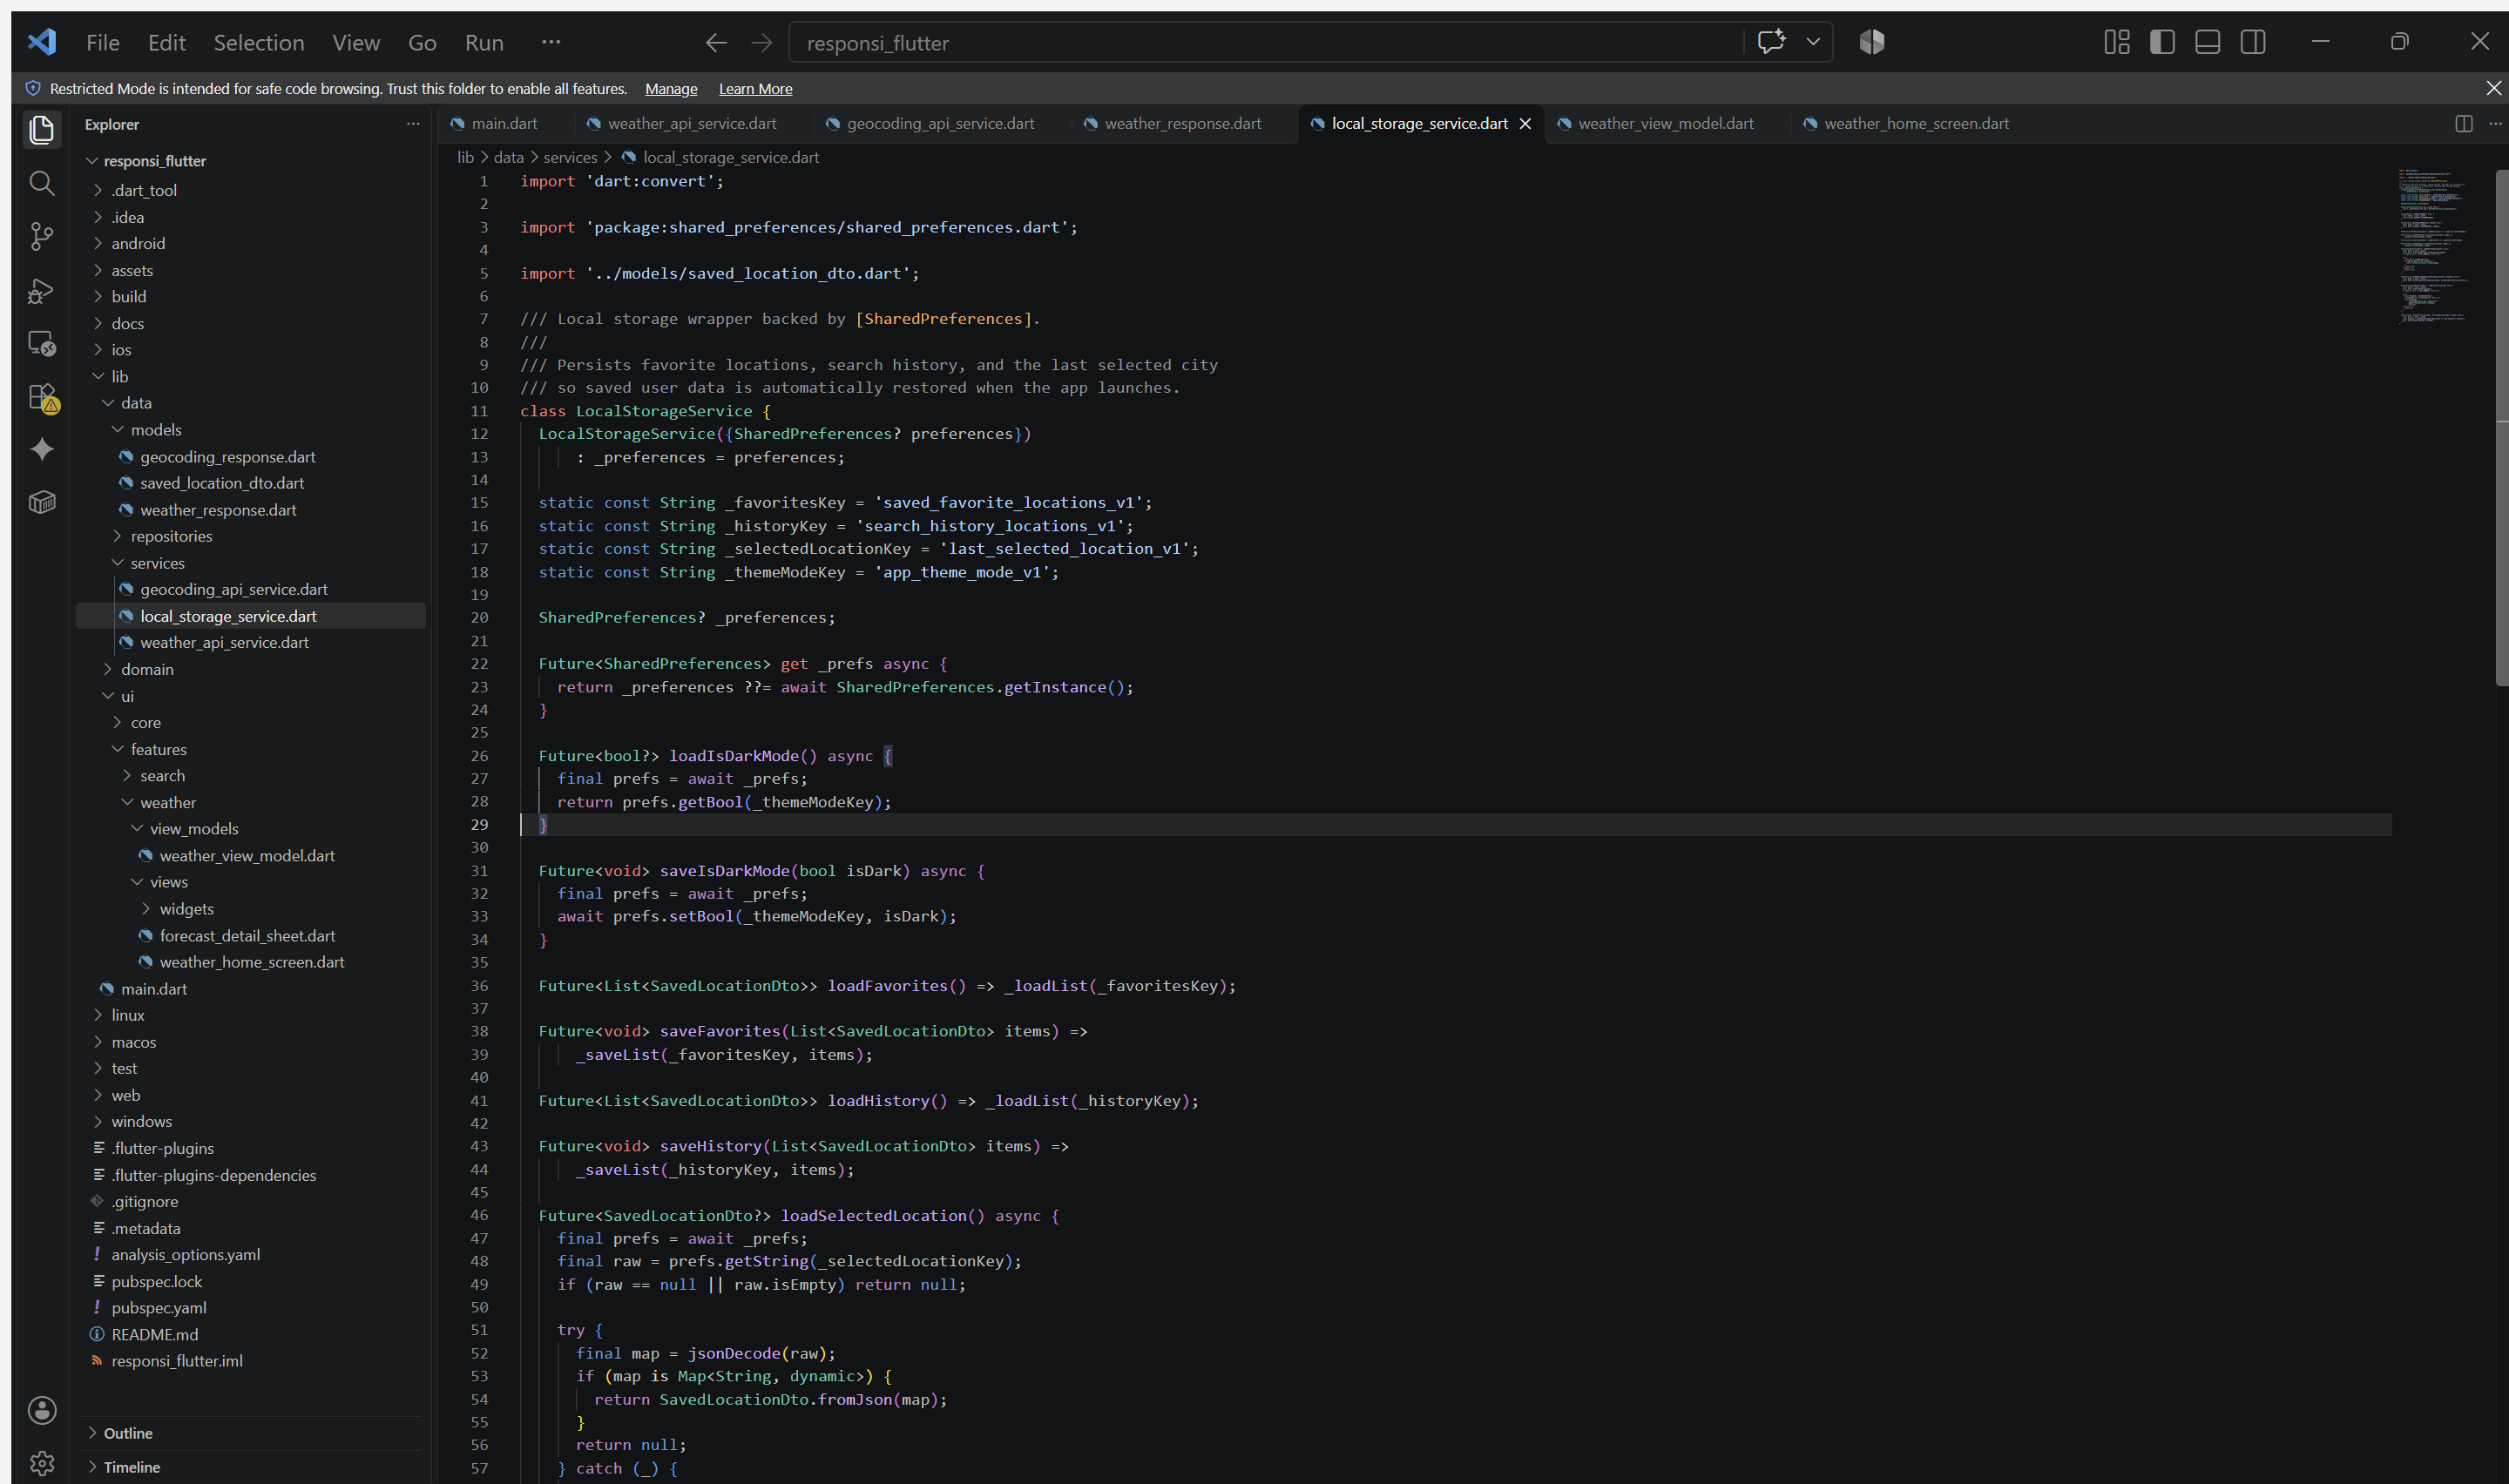 File Edit Selection View Go Run ···
responsi_flutter
Restricted Mode is intended for safe code browsing. Trust this folder to enable all features. Manage Learn More
Explorer
responsi_flutter
.dart_tool
.idea
android
assets
build
docs
ios
lib
data
models
geocoding_response.dart
saved_location_dto.dart
weather_response.dart
repositories
services
geocoding_api_service.dart
local_storage_service.dart
weather_api_service.dart
domain
ui
core
features
search
weather
view_models
weather_view_model.dart
views
widgets
forecast_detail_sheet.dart
weather_home_screen.dart
main.dart
linux
macos
test
web
windows
.flutter-plugins
.flutter-plugins-dependencies
.gitignore
.metadata
analysis_options.yaml
pubspec.lock
pubspec.yaml
README.md
responsi_flutter.iml
Outline
Timeline
main.dart weather_api_service.dart geocoding_api_service.dart weather_response.dart local_storage_service.dart weather_view_model.dart weather_home_screen.dart
lib > data > services > local_storage_service.dart
1 import 'dart:convert';
2
3 import 'package:shared_preferences/shared_preferences.dart';
4
5 import '../models/saved_location_dto.dart';
6
7 /// Local storage wrapper backed by [SharedPreferences].
8 ///
9 /// Persists favorite locations, search history, and the last selected city
10 /// so saved user data is automatically restored when the app launches.
11 class LocalStorageService {
12 LocalStorageService({SharedPreferences? preferences})
13 : _preferences = preferences;
14
15 static const String _favoritesKey = 'saved_favorite_locations_v1';
16 static const String _historyKey = 'search_history_locations_v1';
17 static const String _selectedLocationKey = 'last_selected_location_v1';
18 static const String _themeModeKey = 'app_theme_mode_v1';
19
20 SharedPreferences? _preferences;
21
22 Future<SharedPreferences> get _prefs async {
23 return _preferences ??= await SharedPreferences.getInstance();
24 }
25
26 Future<bool?> loadIsDarkMode() async {
27 final prefs = await _prefs;
28 return prefs.getBool(_themeModeKey);
29 }
30
31 Future<void> saveIsDarkMode(bool isDark) async {
32 final prefs = await _prefs;
33 await prefs.setBool(_themeModeKey, isDark);
34 }
35
36 Future<List<SavedLocationDto>> loadFavorites() => _loadList(_favoritesKey);
37
38 Future<void> saveFavorites(List<SavedLocationDto> items) =>
39 _saveList(_favoritesKey, items);
40
41 Future<List<SavedLocationDto>> loadHistory() => _loadList(_historyKey);
42
43 Future<void> saveHistory(List<SavedLocationDto> items) =>
44 _saveList(_historyKey, items);
45
46 Future<SavedLocationDto?> loadSelectedLocation() async {
47 final prefs = await _prefs;
48 final raw = prefs.getString(_selectedLocationKey);
49 if (raw == null || raw.isEmpty) return null;
50
51 try {
52 final map = jsonDecode(raw);
53 if (map is Map<String, dynamic>) {
54 return SavedLocationDto.fromJson(map);
55 }
56 return null;
57 } catch (_) {